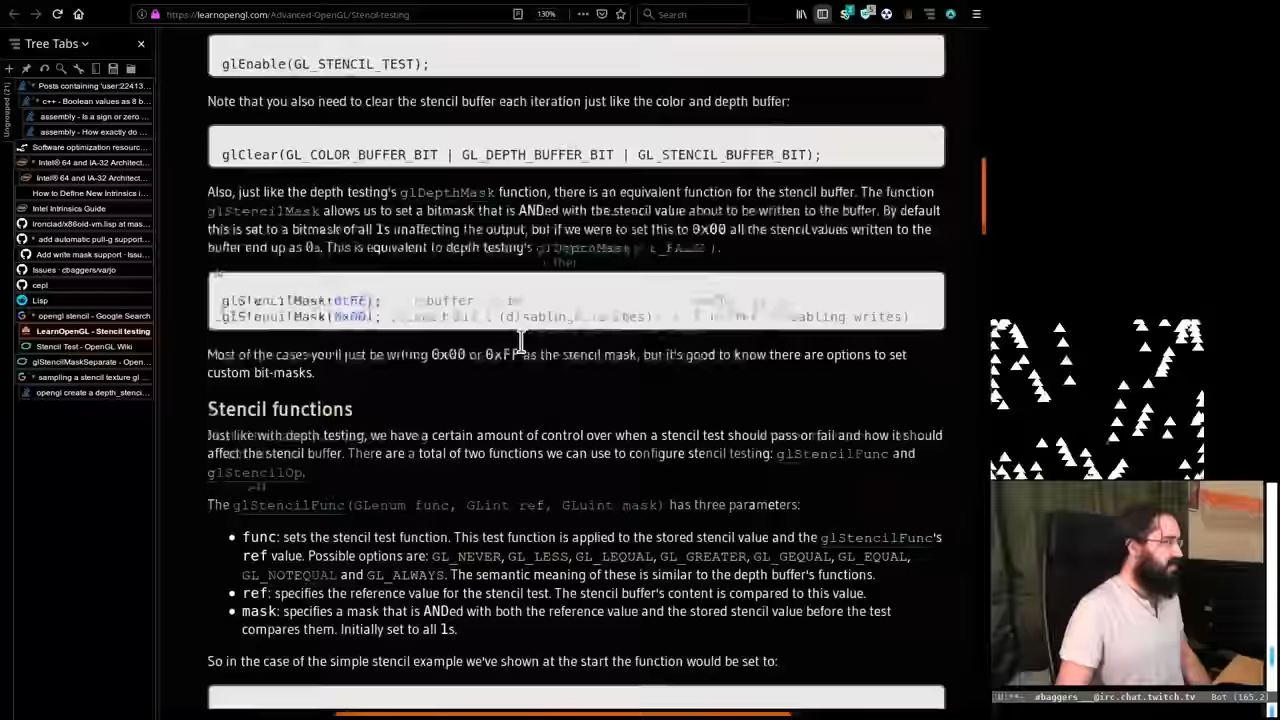 https://learnopengl.com/Advanced-OpenGL/Stencil-testing
130%
Search
Tree Tabs
Ungrouped (21)
Posts containing 'user:22413...
c++ - Boolean values as 8 b...
assembly - Is a sign or zero ...
assembly - How exactly do ...
Software optimization resourc...
Intel® 64 and IA-32 Architect...
Intel® 64 and IA-32 Architect...
How to Define New Intrinsics i...
Intel Intrinsics Guide
ironclad/x86oid-vm.lisp at mas...
add automatic pull-g support...
Add write mask support · Issu...
Issues · cbaggers/varjo
cepl
Lisp
opengl stencil - Google Search
LearnOpenGL - Stencil testing
Stencil Test - OpenGL Wiki
glStencilMaskSeparate - Open...
sampling a stencil texture gl ...
opengl create a depth_stenci...
glEnable(GL_STENCIL_TEST);
Note that you also need to clear the stencil buffer each iteration just like the color and depth buffer:
glClear(GL_COLOR_BUFFER_BIT | GL_DEPTH_BUFFER_BIT | GL_STENCIL_BUFFER_BIT);
Also, just like the depth testing's glDepthMask function, there is an equivalent function for the stencil buffer. The function
glStencilMask allows us to set a bitmask that is ANDed with the stencil value about to be written to the buffer. By default
this is set to a bitmask of all 1s unaffecting the output, but if we were to set this to 0x00 all the stencil values written to the
buffer end up as 0s. This is equivalent to depth testing's glDepthMask
glStencilMask(0xFF);
glStencilMask(0x00); (disabling writes)
Most of the cases you'll just be writing 0x00 or 0xFF as the stencil mask, but it's good to know there are options to set
custom bit-masks.
Stencil functions
Just like with depth testing, we have a certain amount of control over when a stencil test should pass or fail and how it should
affect the stencil buffer. There are a total of two functions we can use to configure stencil testing: glStencilFunc and
glStencilOp.
The glStencilFunc(GLenum func, GLint ref, GLuint mask) has three parameters:
• func: sets the stencil test function. This test function is applied to the stored stencil value and the glStencilFunc's
ref value. Possible options are: GL_NEVER, GL_LESS, GL_LEQUAL, GL_GREATER, GL_GEQUAL, GL_EQUAL,
GL_NOTEQUAL and GL_ALWAYS. The semantic meaning of these is similar to the depth buffer's functions.
• ref: specifies the reference value for the stencil test. The stencil buffer's content is compared to this value.
• mask: specifies a mask that is ANDed with both the reference value and the stored stencil value before the test
compares them. Initially set to all 1s.
So in the case of the simple stencil example we've shown at the start the function would be set to:
#baggers___@irc.chat.twitch.tv Bot (165,2)